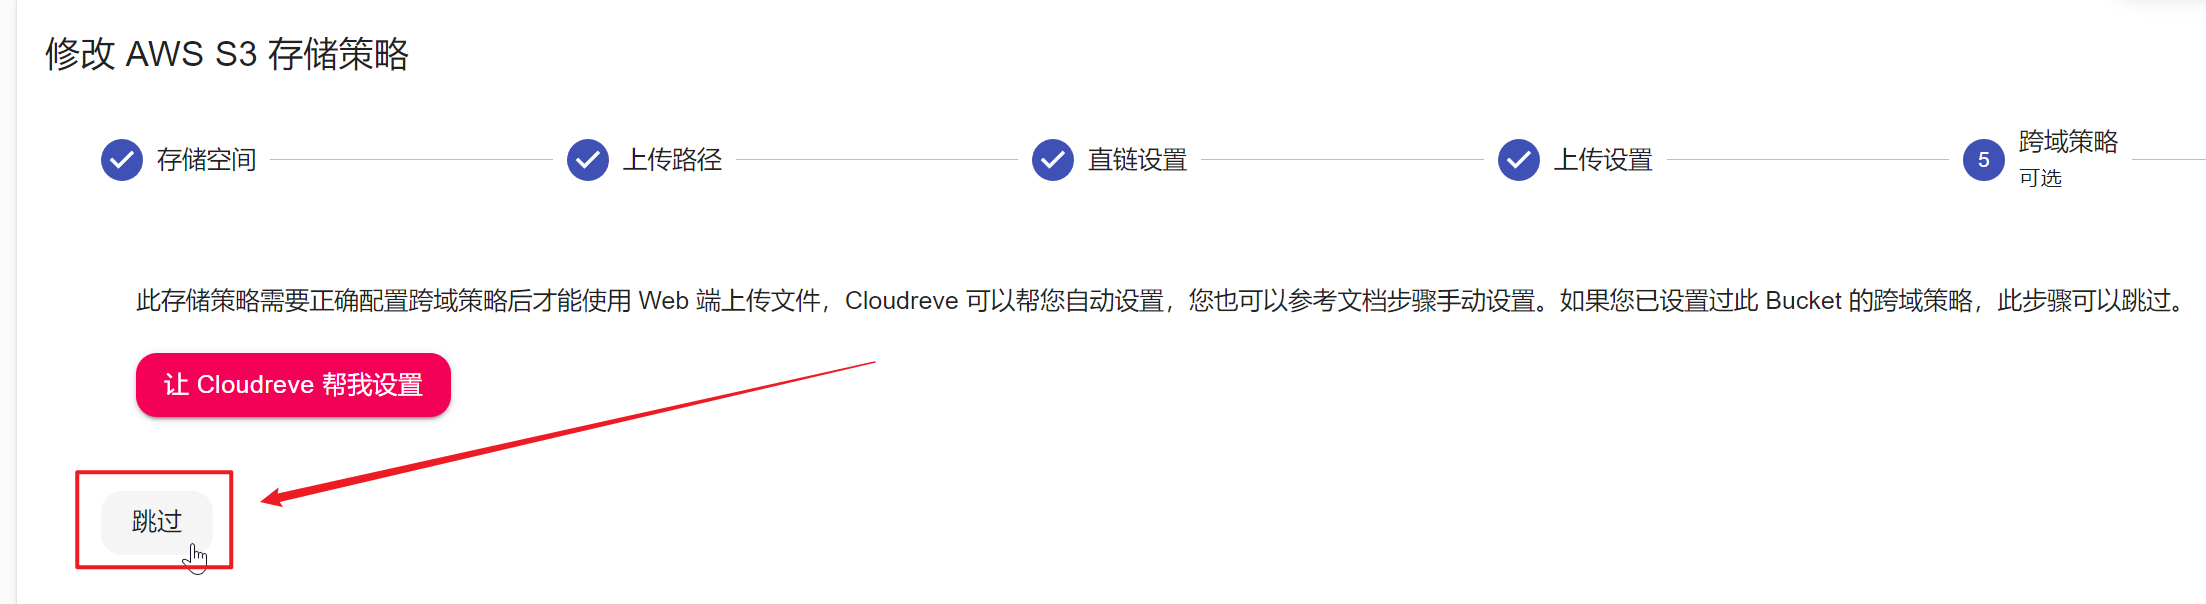 修改 AWS S3 存储策略
存储空间
上传路径
直链设置
上传设置
5
跨域策略
可选
此存储策略需要正确配置跨域策略后才能使用 Web 端上传文件，Cloudreve 可以帮您自动设置，您也可以参考文档步骤手动设置。如果您已设置过此 Bucket 的跨域策略，此步骤可以跳过。
让 Cloudreve 帮我设置
跳过